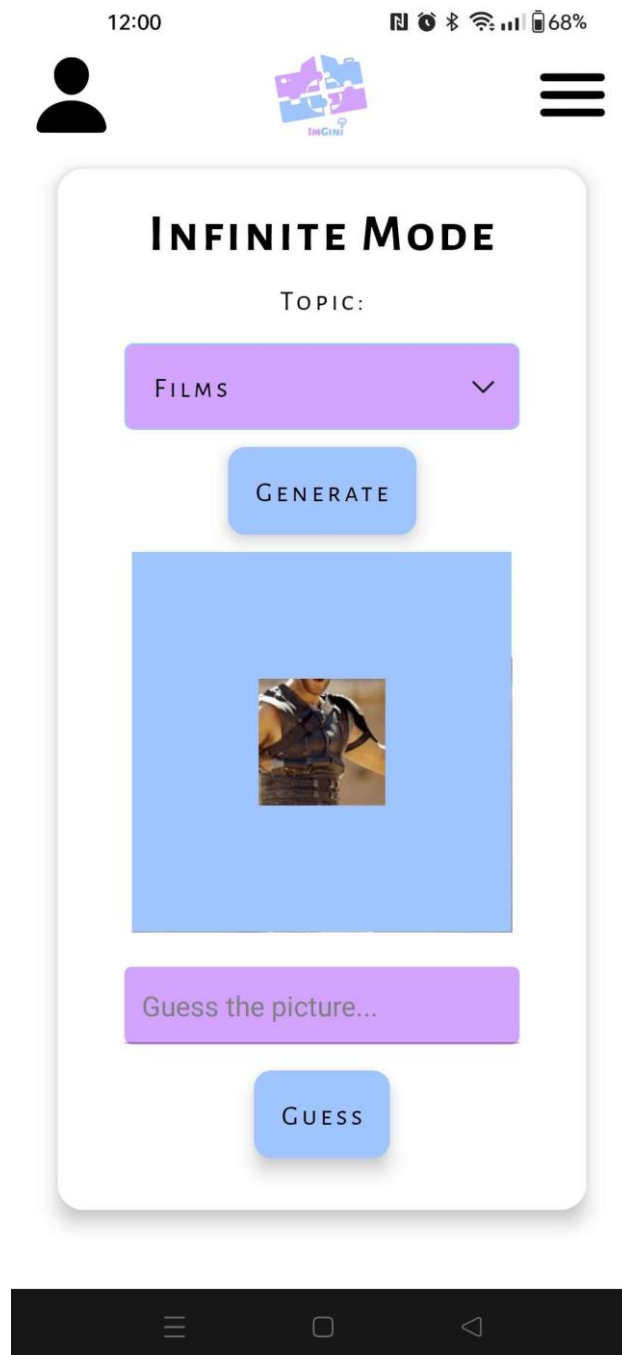 12:00 68%
ImGini
Infinite Mode
Topic:
Films
Generate
Guess the picture...
Guess